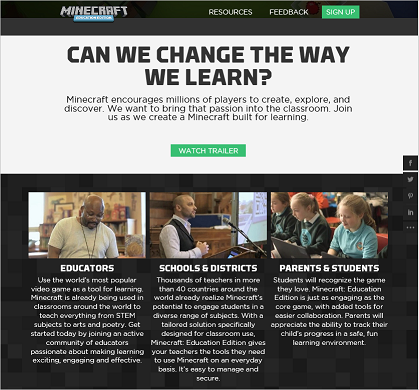 MINECRAFT
EDUCATION EDITION
RESOURCES FEEDBACK SIGN UP
CAN WE CHANGE THE WAY
WE LEARN?
Minecraft encourages millions of players to create, explore, and
discover. We want to bring that passion into the classroom. Join
us as we create a Minecraft built for learning.
WATCH TRAILER
EDUCATORS
Use the world's most popular
video game as a tool for learning.
Minecraft is already being used in
classrooms around the world to
teach everything from STEM
subjects to arts and poetry. Get
started today by joining an active
community of educators
passionate about making learning
exciting, engaging and effective.
SCHOOLS & DISTRICTS
Thousands of teachers in more
than 40 countries around the
world already realize Minecraft's
potential to engage students in a
diverse range of subjects. With a
tailored solution specifically
designed for classroom use,
Minecraft: Education Edition gives
your teachers the tools they need
to use Minecraft on an everyday
basis. It's easy to manage and
secure.
PARENTS & STUDENTS
Students will recognize the game
they love. Minecraft: Education
Edition is just as engaging as the
core game, with added tools for
easier collaboration. Parents will
appreciate the ability to track their
child's progress in a safe, fun
learning environment.